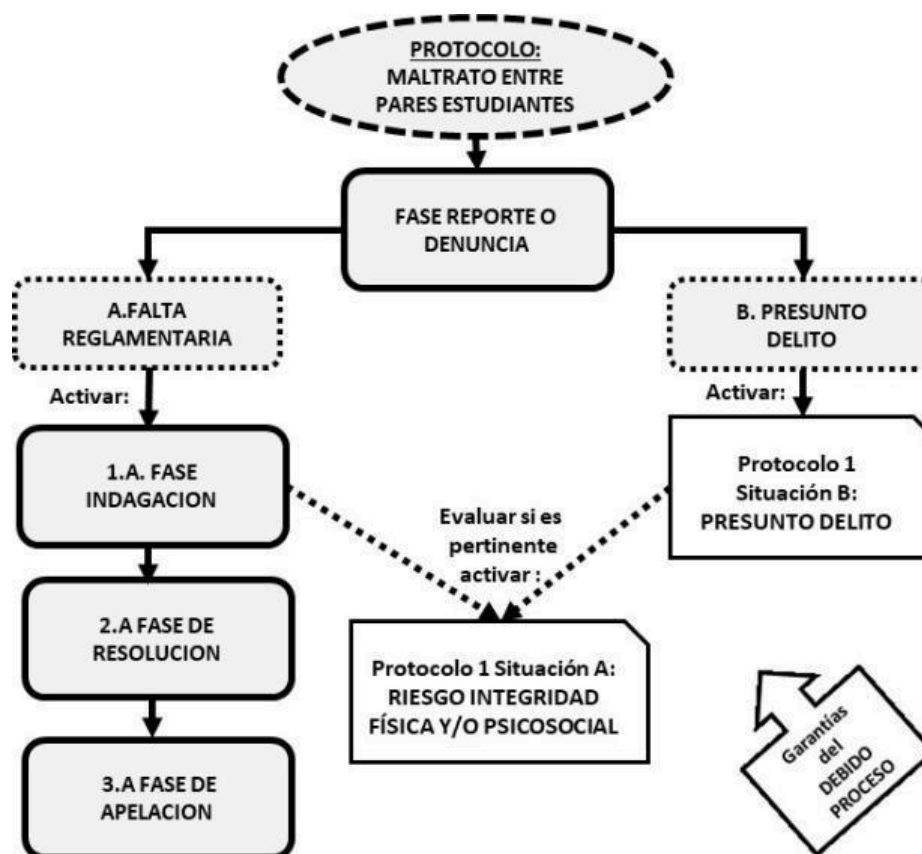 PROTOCOLO:
MALTRATO ENTRE
PARES ESTUDIANTES
FASE REPORTE O
DENUNCIA
A.FALTA
REGLAMENTARIA
B. PRESUNTO
DELITO
Activar:
Activar:
1.A. FASE
INDAGACION
Protocolo 1
Situación B:
PRESUNTO DELITO
Evaluar si es
pertinente
activar :
2.A FASE DE
RESOLUCION
Protocolo 1 Situación A:
RIESGO INTEGRIDAD
FÍSICA Y/O PSICOSOCIAL
Garantías
del
DEBIDO
PROCESO
3.A FASE DE
APELACION